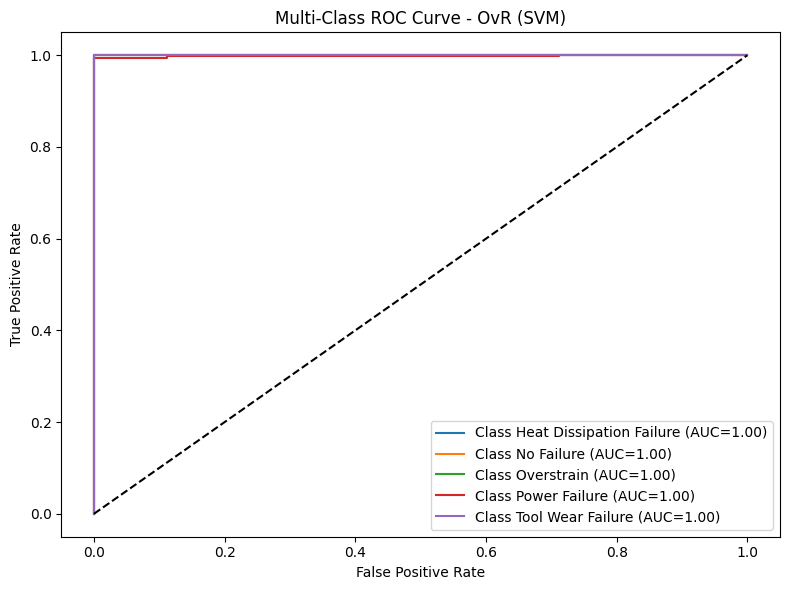 Multi-Class ROC Curve - OvR (SVM)
True Positive Rate
1.0
0.8
0.6
0.4
0.2
0.0
Class Heat Dissipation Failure (AUC=1.00)
Class No Failure (AUC=1.00)
Class Overstrain (AUC=1.00)
Class Power Failure (AUC=1.00)
Class Tool Wear Failure (AUC=1.00)
0.0 0.2 0.4 0.6 0.8 1.0
False Positive Rate